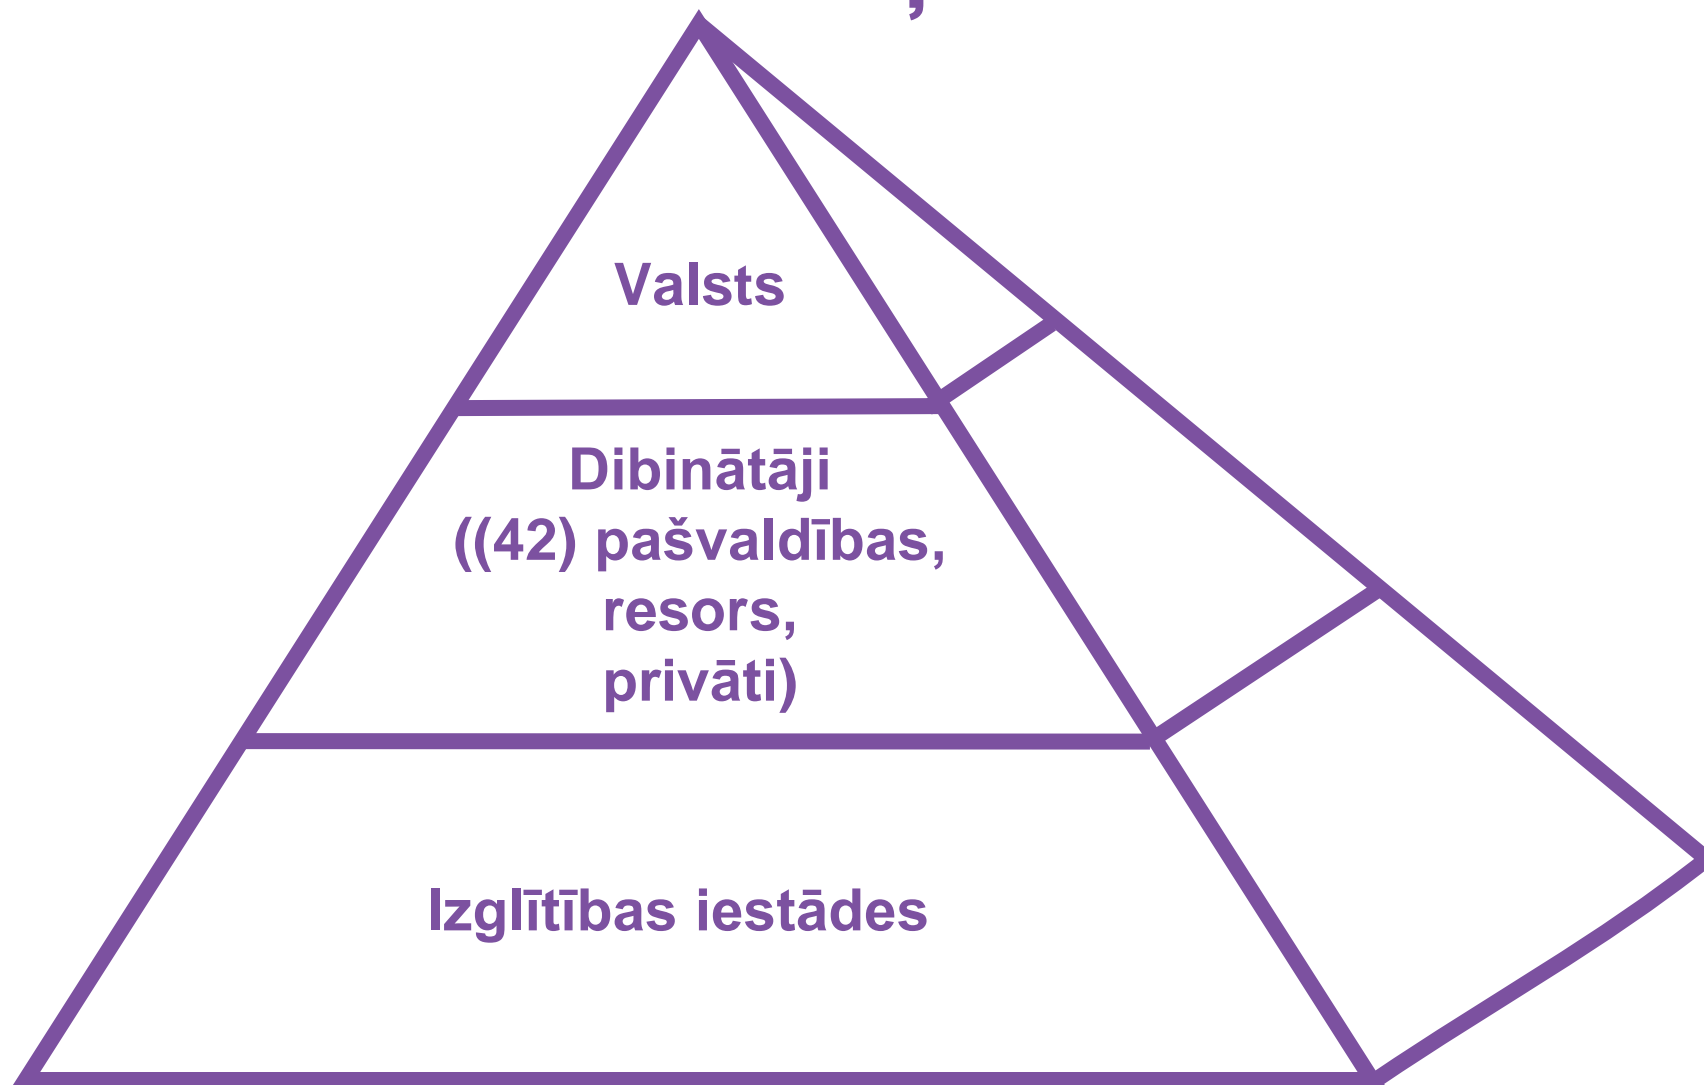 Valsts
Dibinātāji
((42) pašvaldības,
resors,
privāti)
Izglītības iestādes